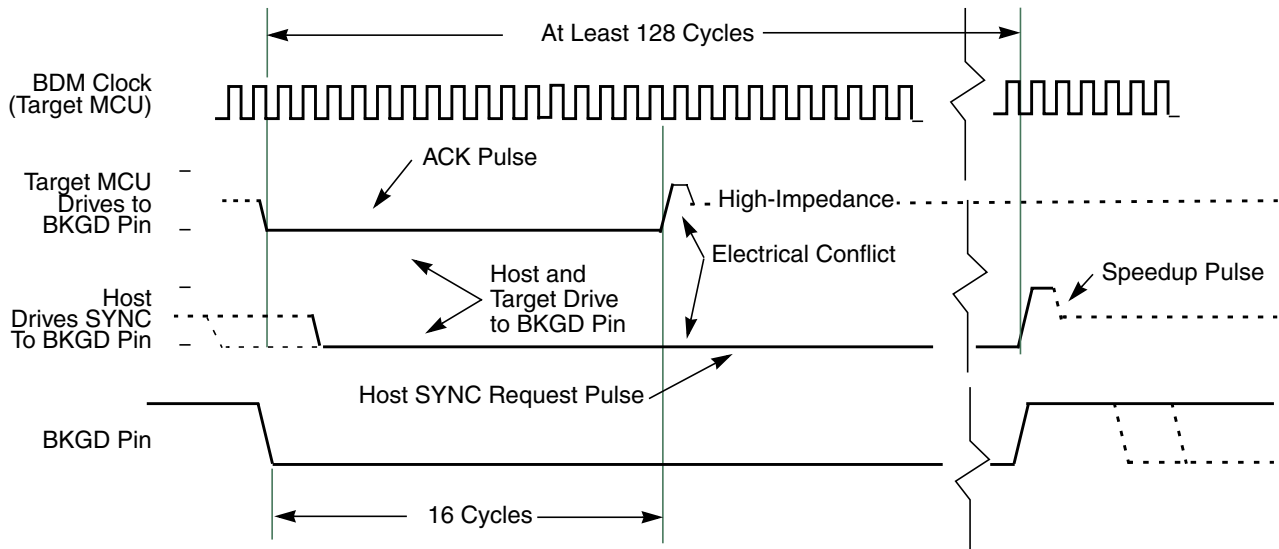 At Least 128 Cycles
BDM Clock
(Target MCU)
ACK Pulse
Target MCU
Drives to
BKGD Pin
High-Impedance
Electrical Conflict
Host and
Target Drive
to BKGD Pin
Speedup Pulse
Host
Drives SYNC
To BKGD Pin
Host SYNC Request Pulse
BKGD Pin
16 Cycles